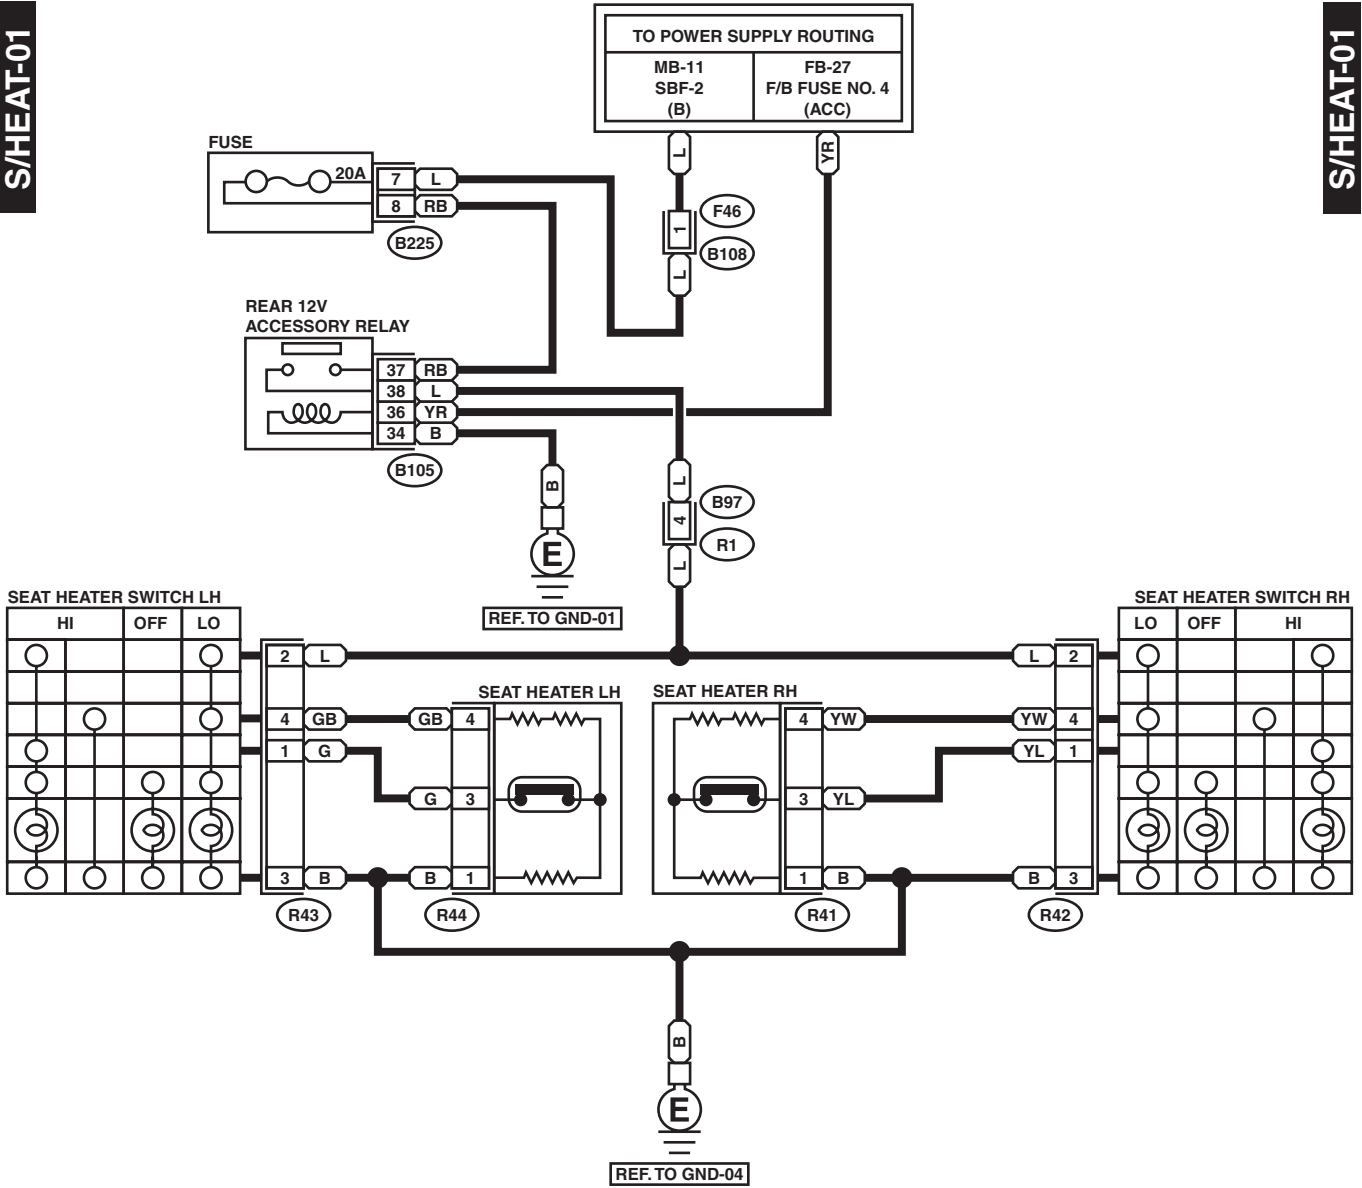 S/HEAT-01
S/HEAT-01
TO POWER SUPPLY ROUTING
MB-11
SBF-2
(B)
FB-27
F/B FUSE NO. 4
(ACC)
L
YR
FUSE
20A
7 L
8 RB
B225
1
F46
B108
L
REAR 12V
ACCESSORY RELAY
37 RB
38 L
36 YR
34 B
B105
B
E
REF. TO GND-01
L
4
B97
R1
L
SEAT HEATER SWITCH LH
HI OFF LO
2 L
4 GB
1 G
3 B
R43
SEAT HEATER LH
GB 4
G 3
B 1
R44
SEAT HEATER RH
4 YW
3 YL
1 B
R41
SEAT HEATER SWITCH RH
LO OFF HI
L 2
YW 4
YL 1
B 3
R42
B
E
REF. TO GND-04